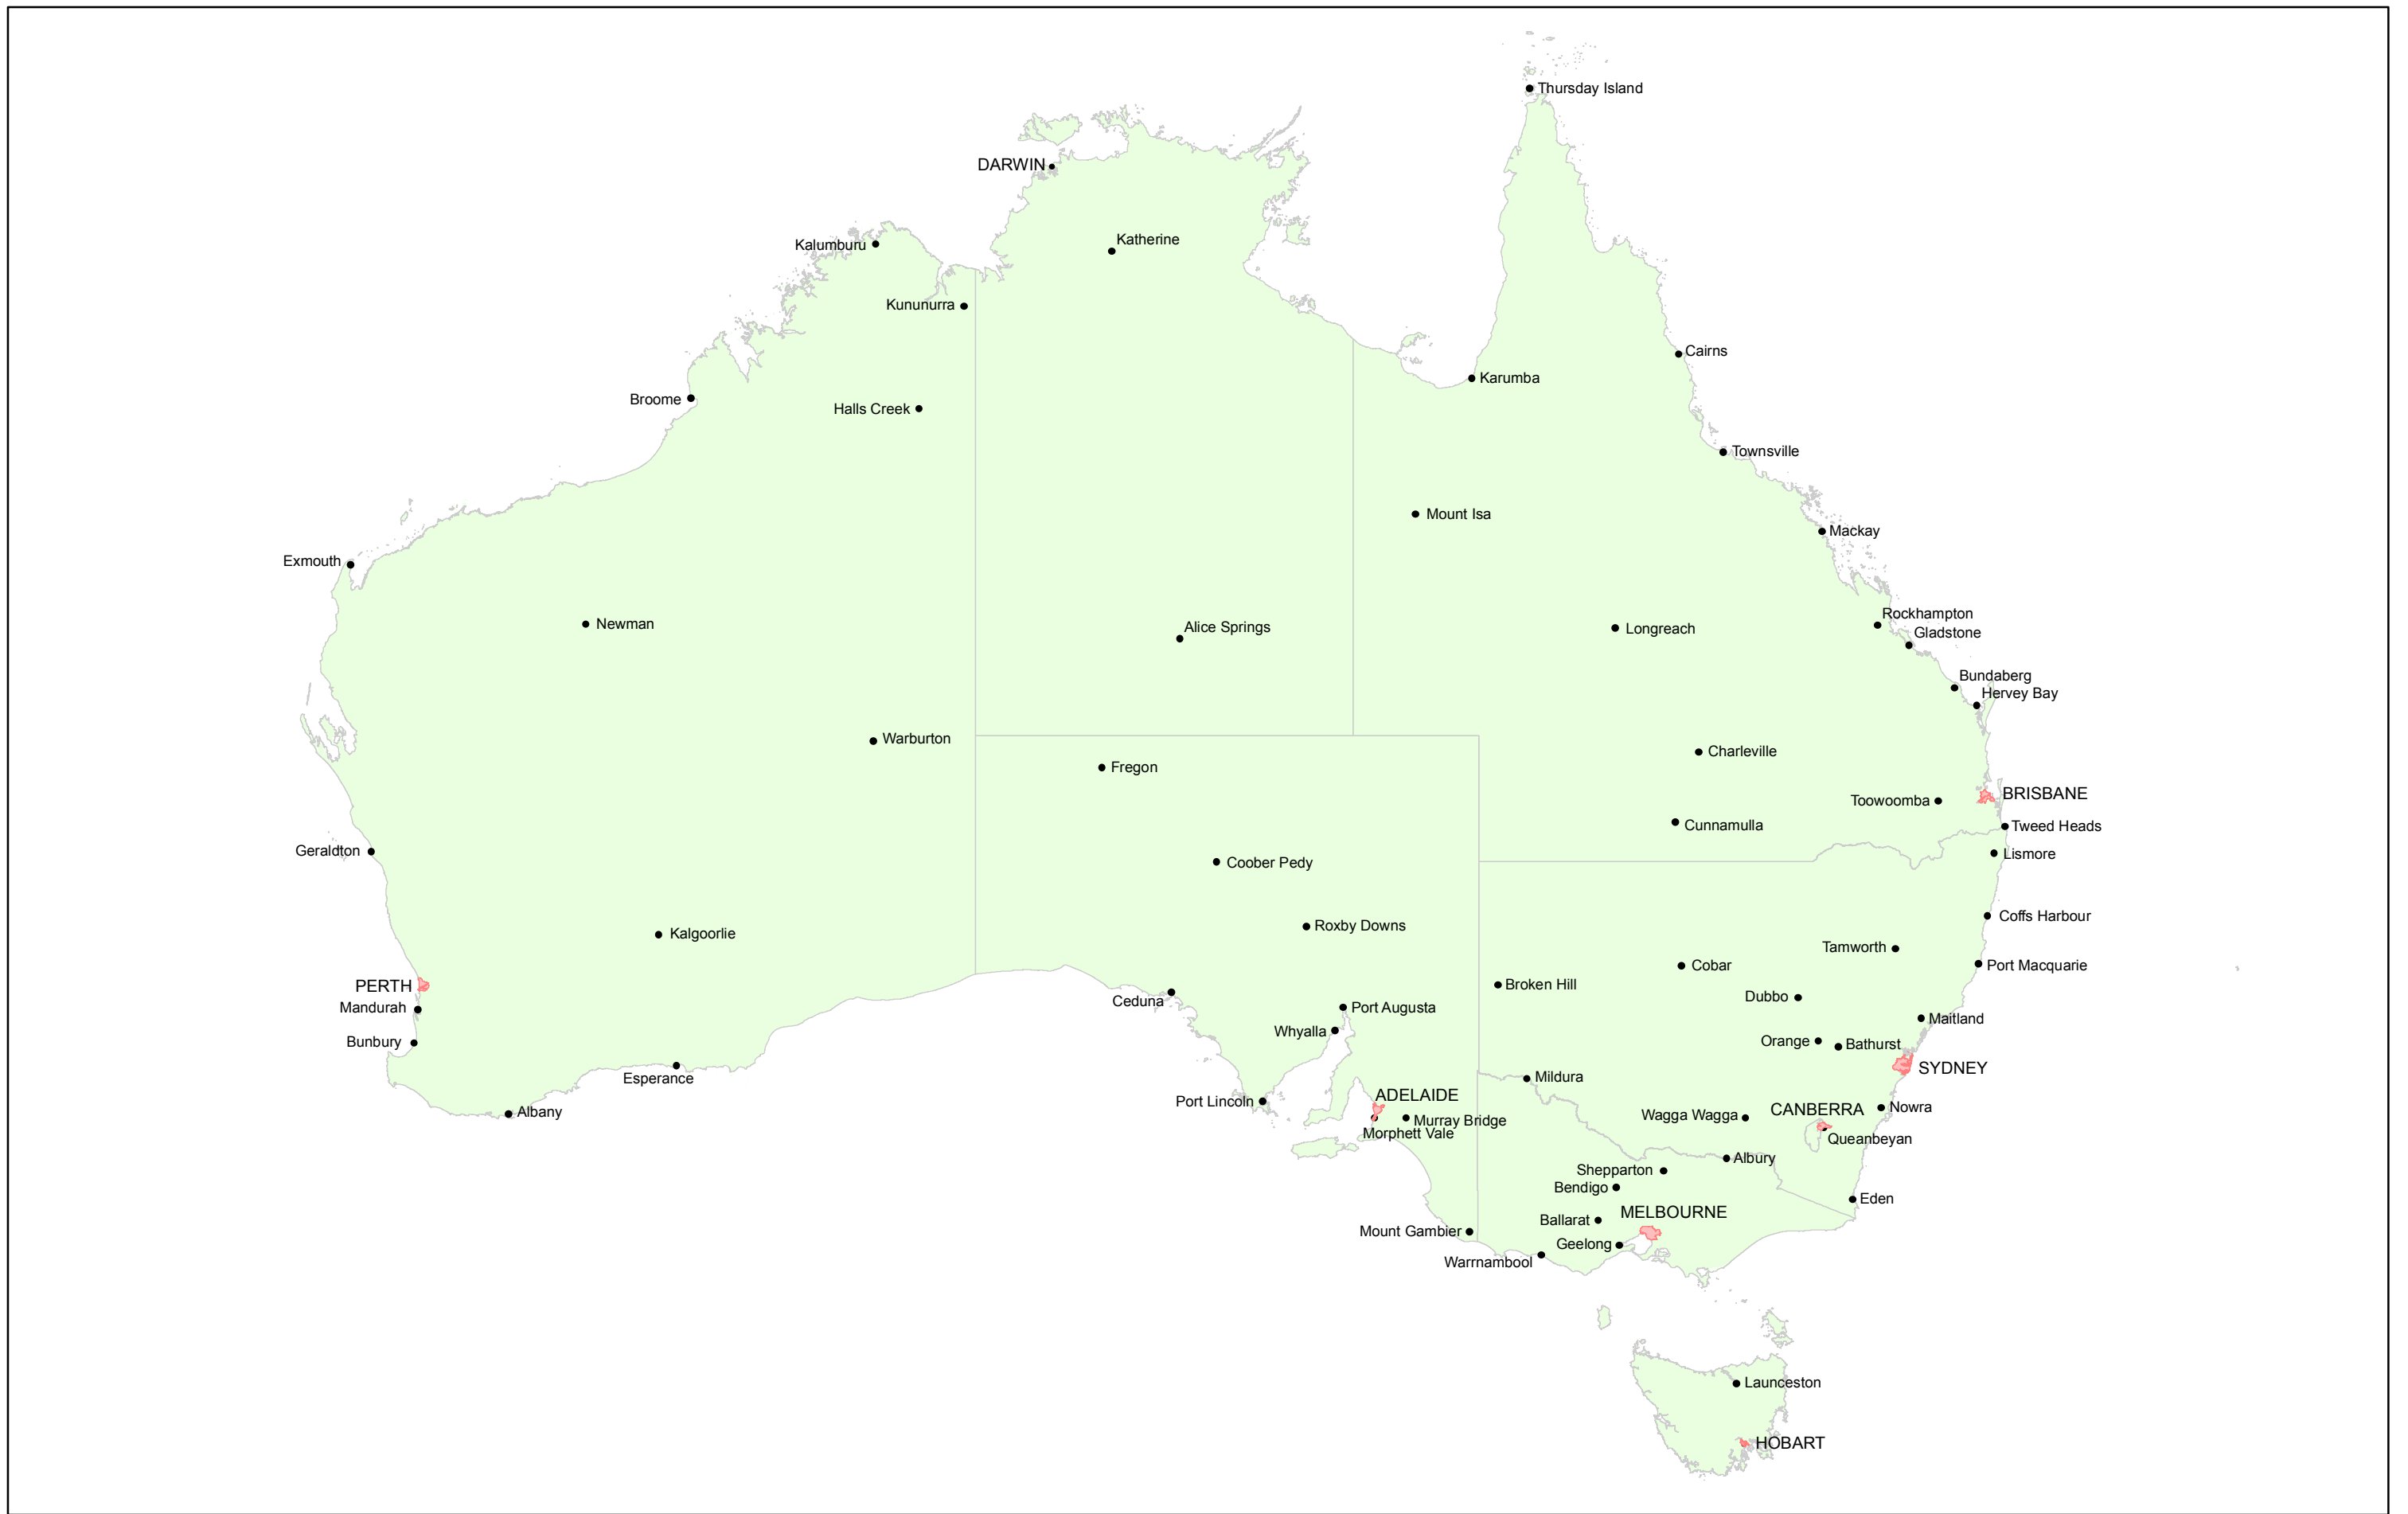 Thursday Island
DARWIN
Katherine
Kalumburu
Kununurra
Cairns
Karumba
Broome
Halls Creek
Townsville
Mount Isa
Mackay
Exmouth
Rockhampton
Newman
Alice Springs
Longreach
Gladstone
Bundaberg
Hervey Bay
Warburton
Charleville
Fregon
BRISBANE
Toowoomba
Cunnamulla
Tweed Heads
Geraldton
Lismore
Coober Pedy
Coffs Harbour
Roxby Downs
Kalgoorlie
Tamworth
Cobar
Port Macquarie
PERTH
Broken Hill
Dubbo
Ceduna
Mandurah
Port Augusta
Maitland
Whyalla
Bunbury
Orange
Bathurst
SYDNEY
Esperance
Mildura
ADELAIDE
Port Lincoln
Nowra
CANBERRA
Albany
Wagga Wagga
Murray Bridge
Morphett Vale
Queanbeyan
Albury
Shepparton
Bendigo
Eden
MELBOURNE
Ballarat
Mount Gambier
Geelong
Warrnambool
Launceston
HOBART